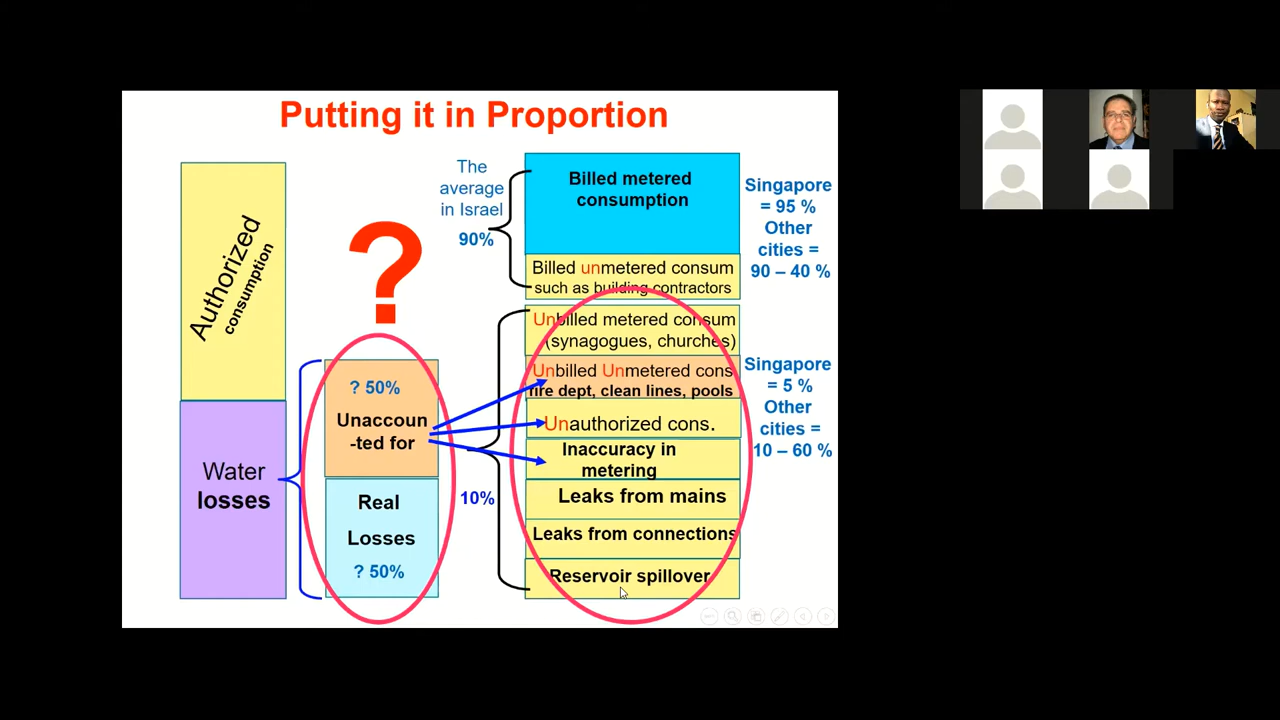 Putting it in Proportion
Authorized
consumption
Water
losses
?
? 50%
Unaccoun
-ted for
Real
Losses
? 50%
The
average
in Israel
90%
10%
Billed metered
consumption
Billed unmetered consum
such as building contractors
Unbilled metered consum
(synagogues, churches)
Unbilled Unmetered cons
fire dept, clean lines, pools
Unauthorized cons.
Inaccuracy in
metering
Leaks from mains
Leaks from connections
Reservoir spillover
Singapore
= 95 %
Other
cities =
90 – 40 %
Singapore
= 5 %
Other
cities =
10 – 60 %